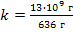 k = 13·10⁹ г / 636 г